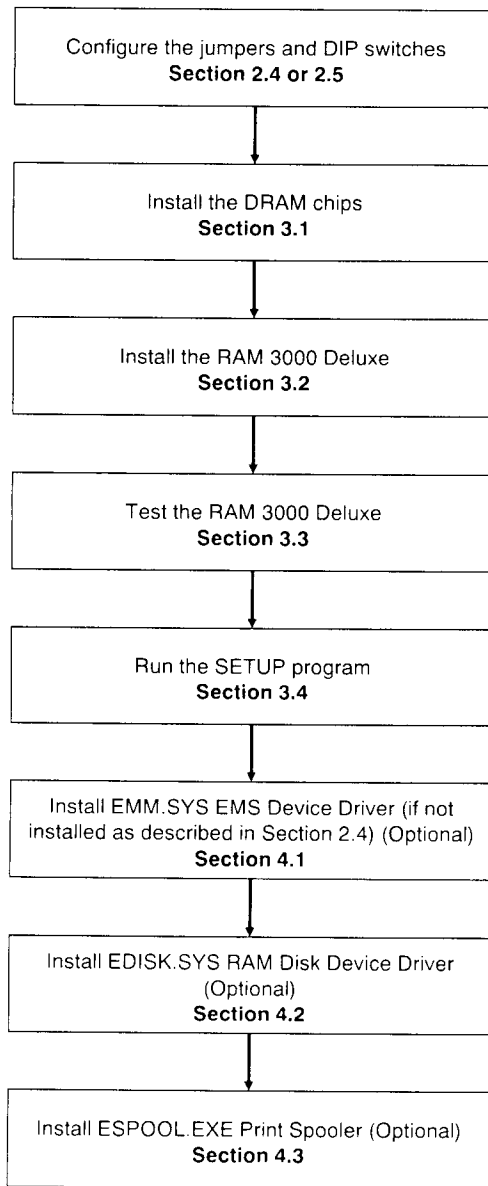 Configure the jumpers and DIP switches
Section 2.4 or 2.5
Install the DRAM chips
Section 3.1
Install the RAM 3000 Deluxe
Section 3.2
Test the RAM 3000 Deluxe
Section 3.3
Run the SETUP program
Section 3.4
Install EMM.SYS EMS Device Driver (if not
installed as described in Section 2.4) (Optional)
Section 4.1
Install EDISK.SYS RAM Disk Device Driver
(Optional)
Section 4.2
Install ESPOOL.EXE Print Spooler (Optional)
Section 4.3